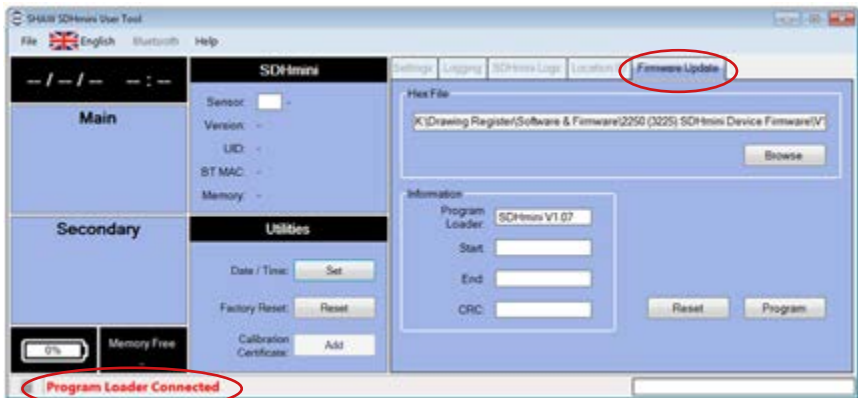 SHAW SDHmini User Tool
File English Bluetooth Help
-- / -- / -- -- : --
Main
Secondary
0%
Memory Free
-
SDHmini
Sensor: -
Version: -
UID: -
BT MAC: -
Memory: -
Utilities
Date / Time: Set
Factory Reset: Reset
Calibration Certificate: Add
Settings Logging SDHmini Logs Location Firmware Update
Hex File
K:\Drawing Register\Software & Firmware\2250 (3225) SDHmini Device Firmware\V
Browse
Information
Program Loader: SDHmini V1.07
Start:
End:
CRC:
Reset Program
Program Loader Connected